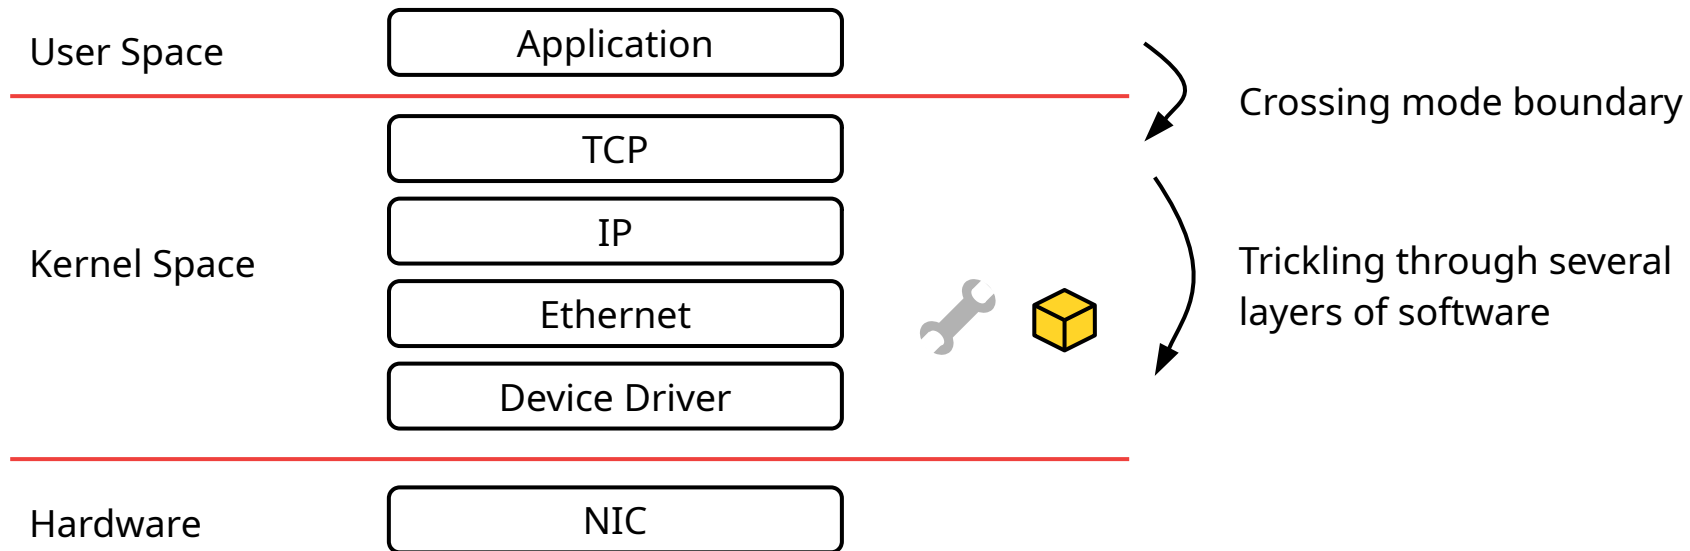 User Space
Application
Crossing mode boundary
TCP
IP
Kernel Space
Trickling through several
layers of software
Ethernet
Device Driver
Hardware
NIC